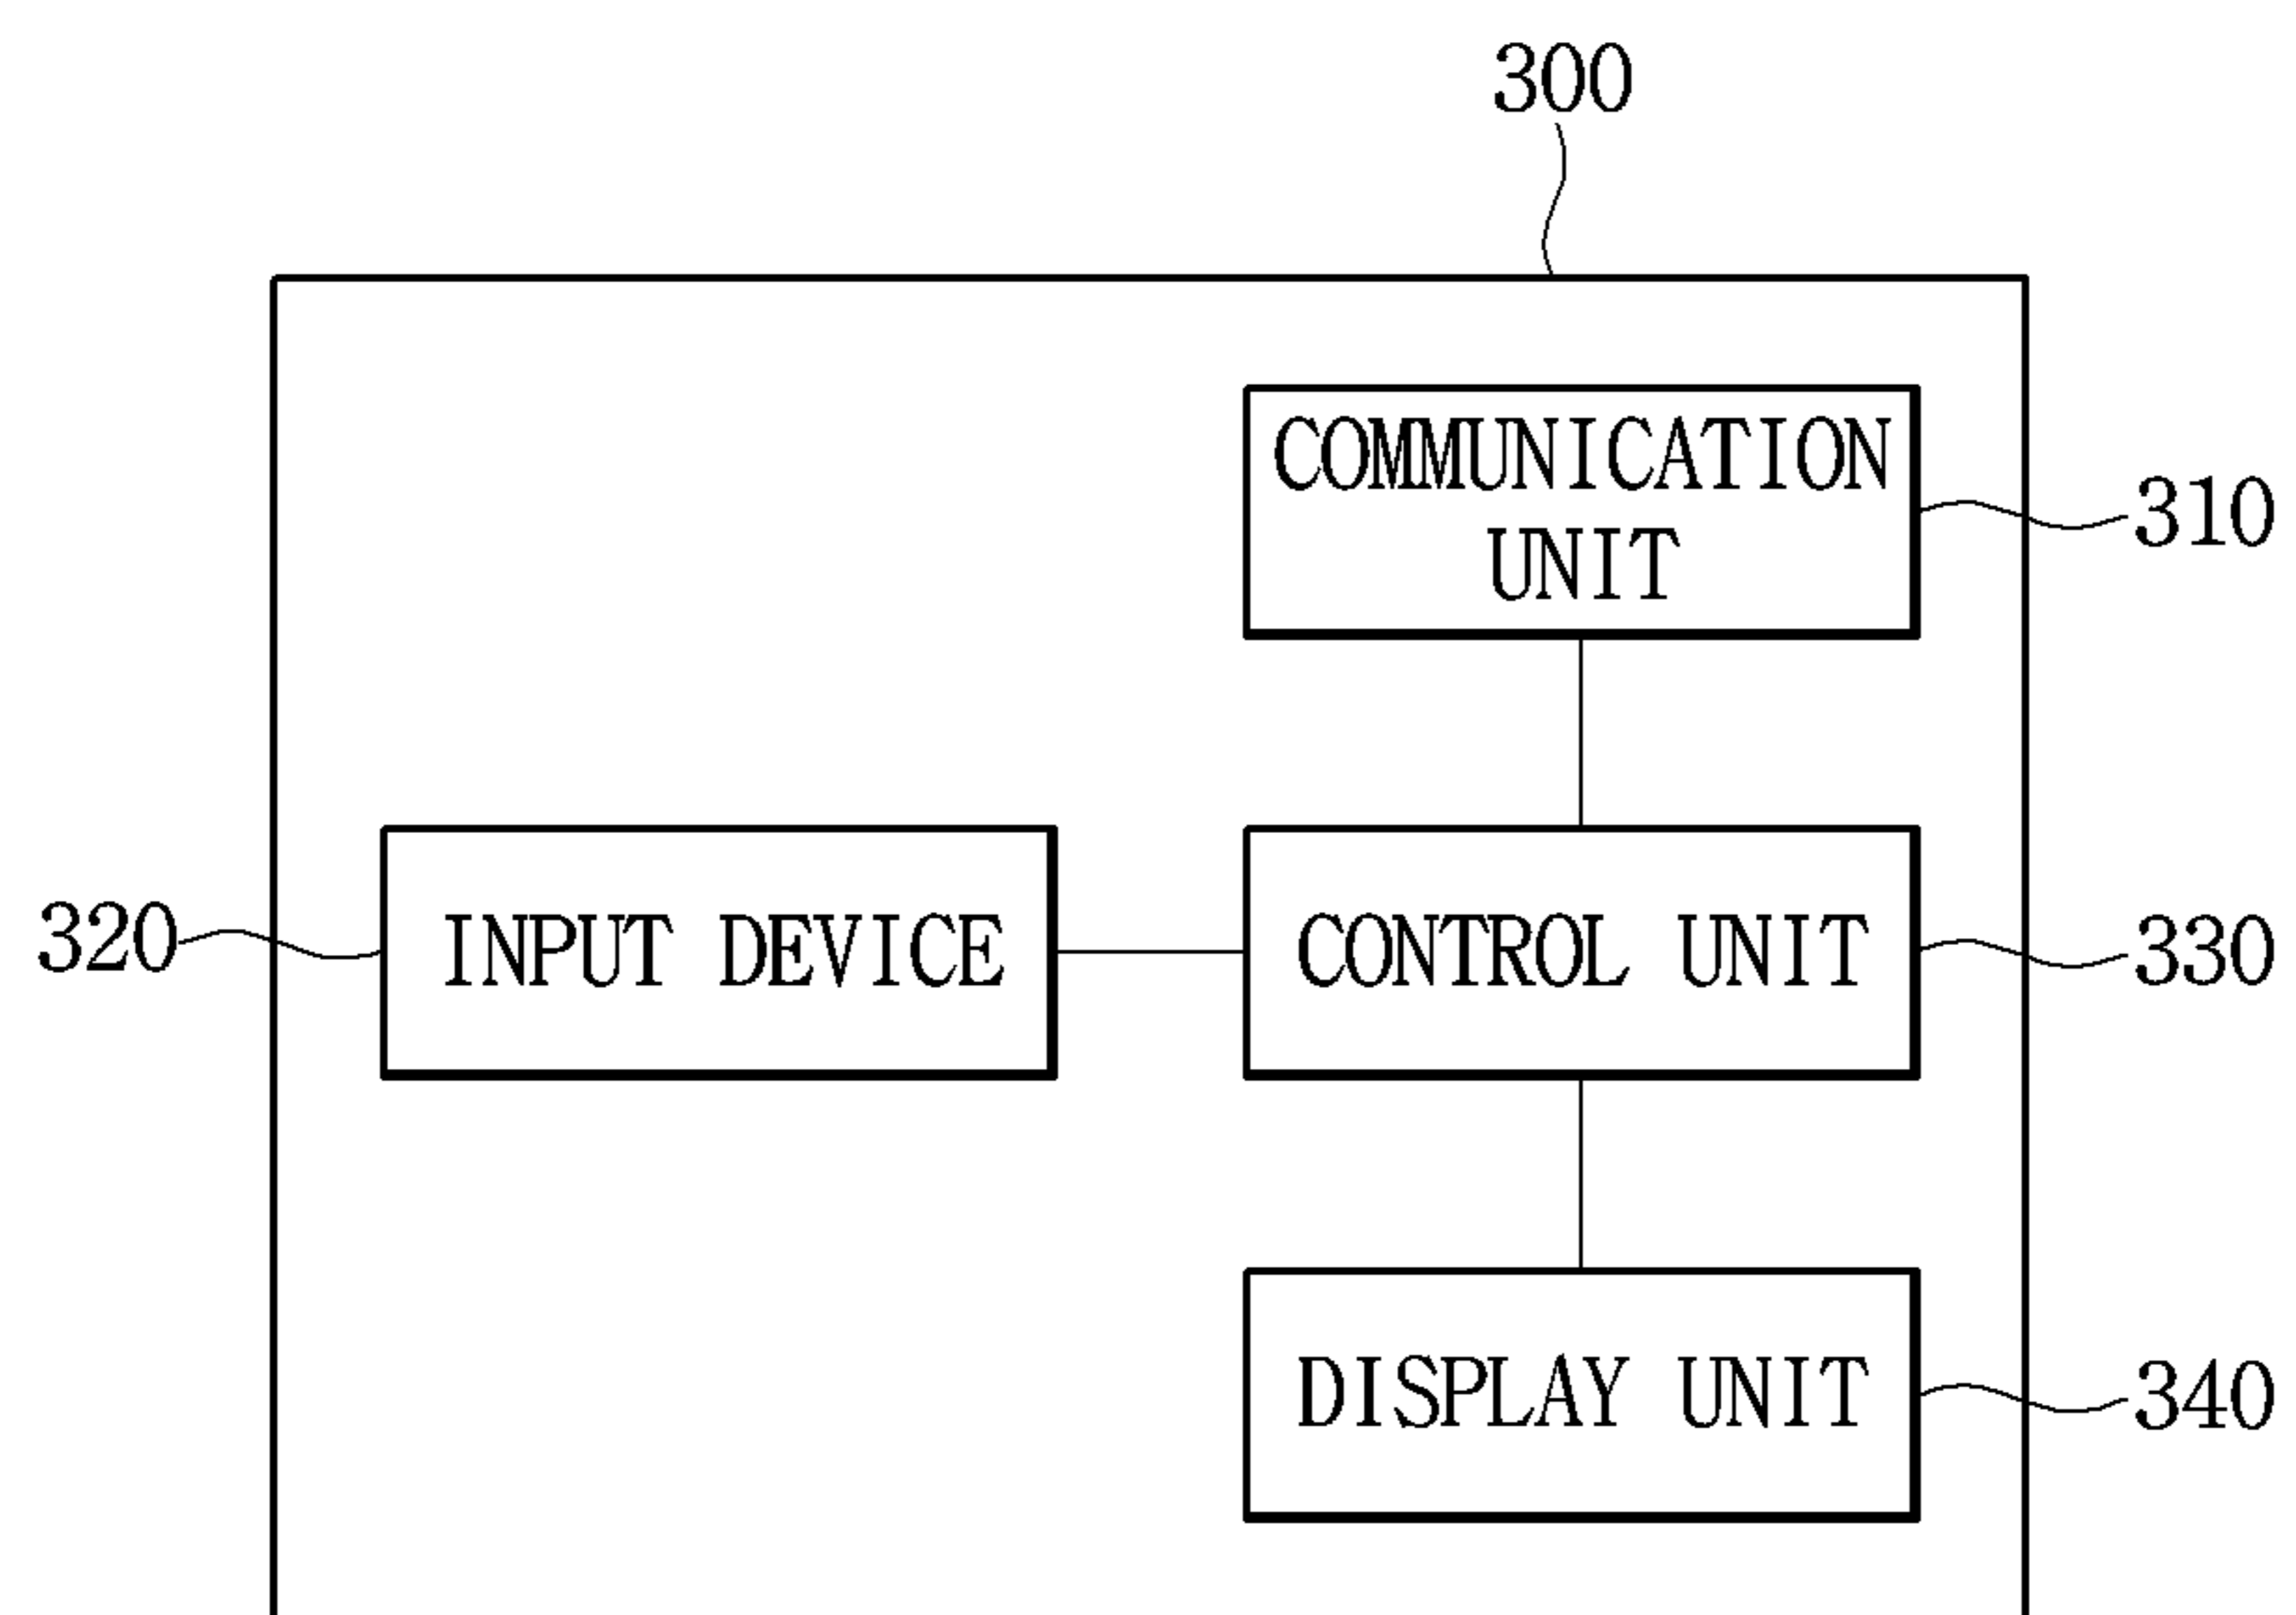 300
COMMUNICATION
UNIT
310
320
INPUT DEVICE
CONTROL UNIT
330
DISPLAY UNIT
340